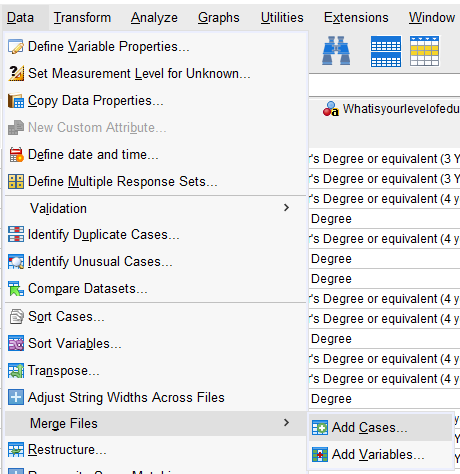 Data Transform Analyze Graphs Utilities Extensions Window
Define Variable Properties...
Set Measurement Level for Unknown...
Copy Data Properties...
New Custom Attribute...
Define date and time...
Define Multiple Response Sets...
Validation
Identify Duplicate Cases...
Identify Unusual Cases...
Compare Datasets...
Sort Cases...
Sort Variables...
Transpose...
Adjust String Widths Across Files
Merge Files
Restructure...
Whatisyourlevelofedu
's Degree or equivalent (3 Y
's Degree or equivalent (3 Y
's Degree or equivalent (4 y
Degree
's Degree or equivalent (4 y
Degree
Degree
's Degree or equivalent (4 y
's Degree or equivalent (4 y
Degree
's Degree or equivalent (4 y
's Degree or equivalent (4 y
Degree
Add Cases...
Add Variables...